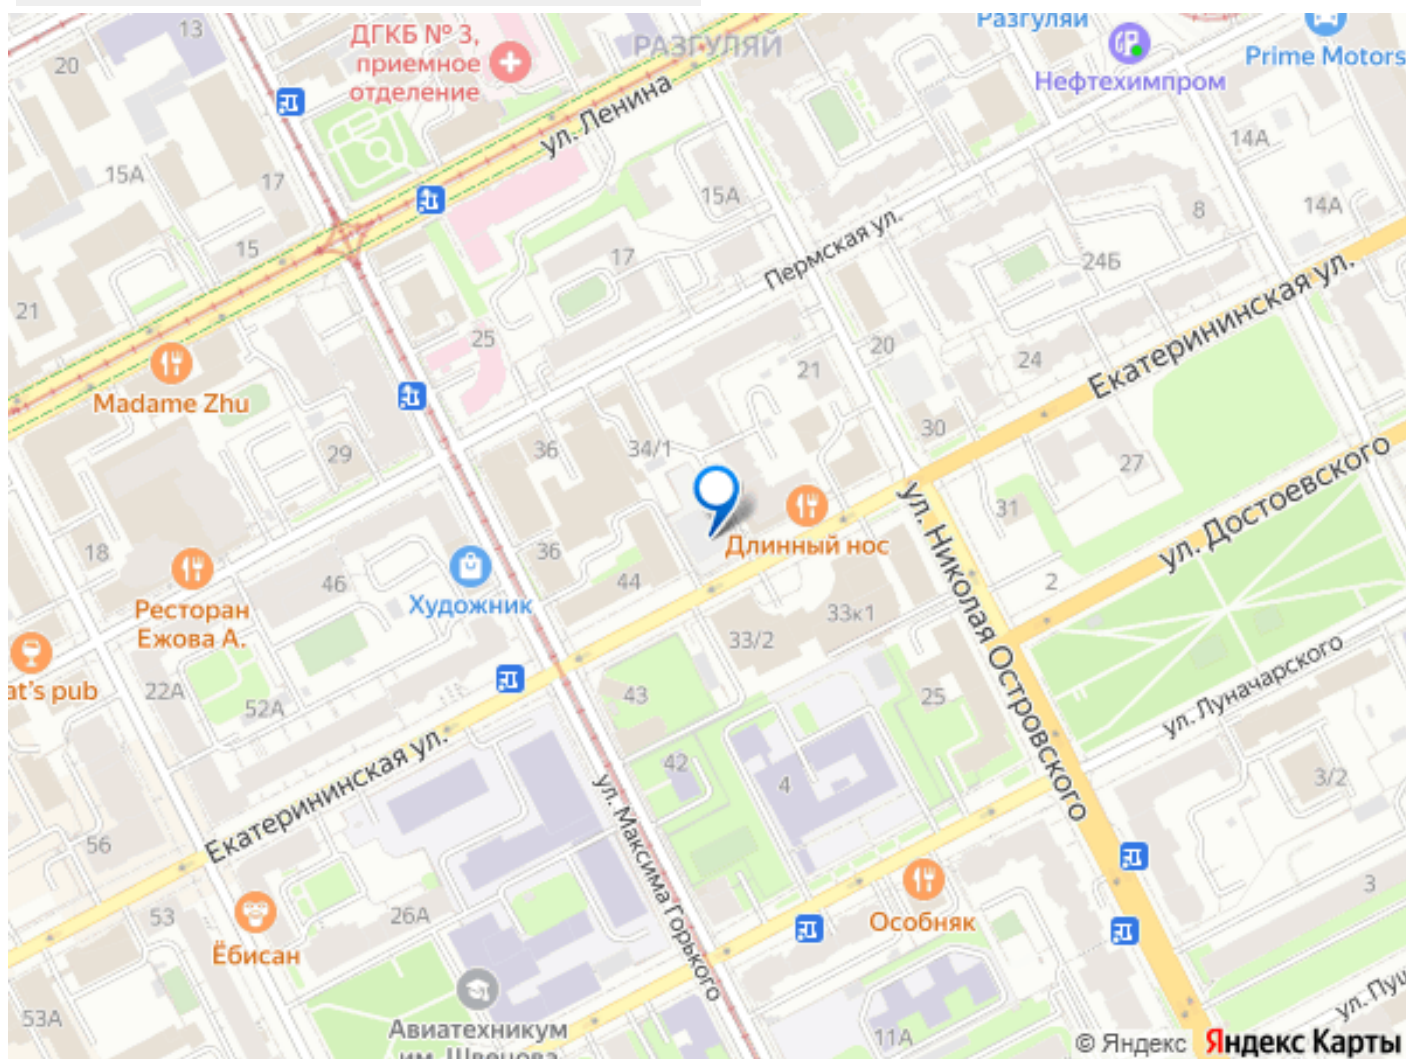 13
ДГКБ № 3,
приемное
отделение
РАЗГУЛЯЙ
Разгуляй
Нефтехимпром
Prime Motors
20
ул. Ленина
15А
17
15А
14А
8
14А
15
17
Пермская ул.
24Б
21
25
20
24
21
Екатерининская ул.
Madame Zhu
29
36
34/1
30
27
31
ул. Достоевского
18
36
Длинный нос
ул. Николая Островского
Ресторан
Ежова А.
46
Художник
44
33к1
33/2
2
at's pub
22А
52А
43
25
ул. Луначарского
Екатерининская ул.
42
4
3/2
ул. Максима Горького
56
53
26А
Особняк
3
Ёбисан
53А
Авиатехникум
им. Швецова
11А
ул. Пуш
© Яндекс Яндекс Карты